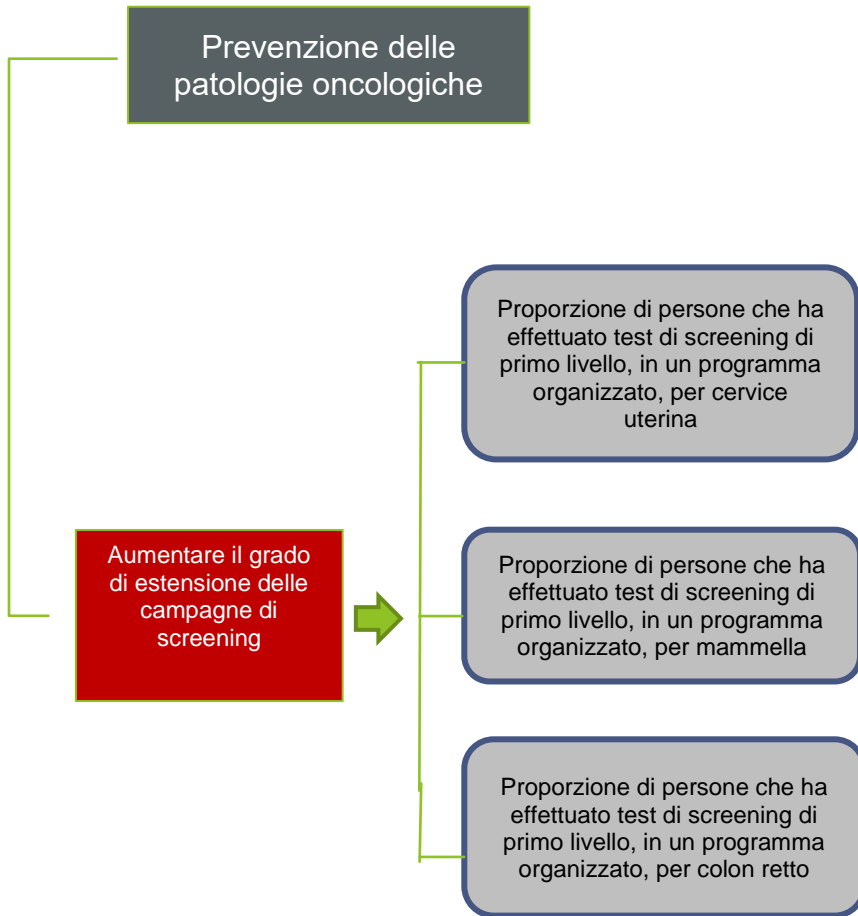 Prevenzione delle
patologie oncologiche
Proporzione di persone che ha
effettuato test di screening di
primo livello, in un programma
organizzato, per cervice
uterina
Aumentare il grado
di estensione delle
campagne di
screening
Proporzione di persone che ha
effettuato test di screening di
primo livello, in un programma
organizzato, per mammella
Proporzione di persone che ha
effettuato test di screening di
primo livello, in un programma
organizzato, per colon retto